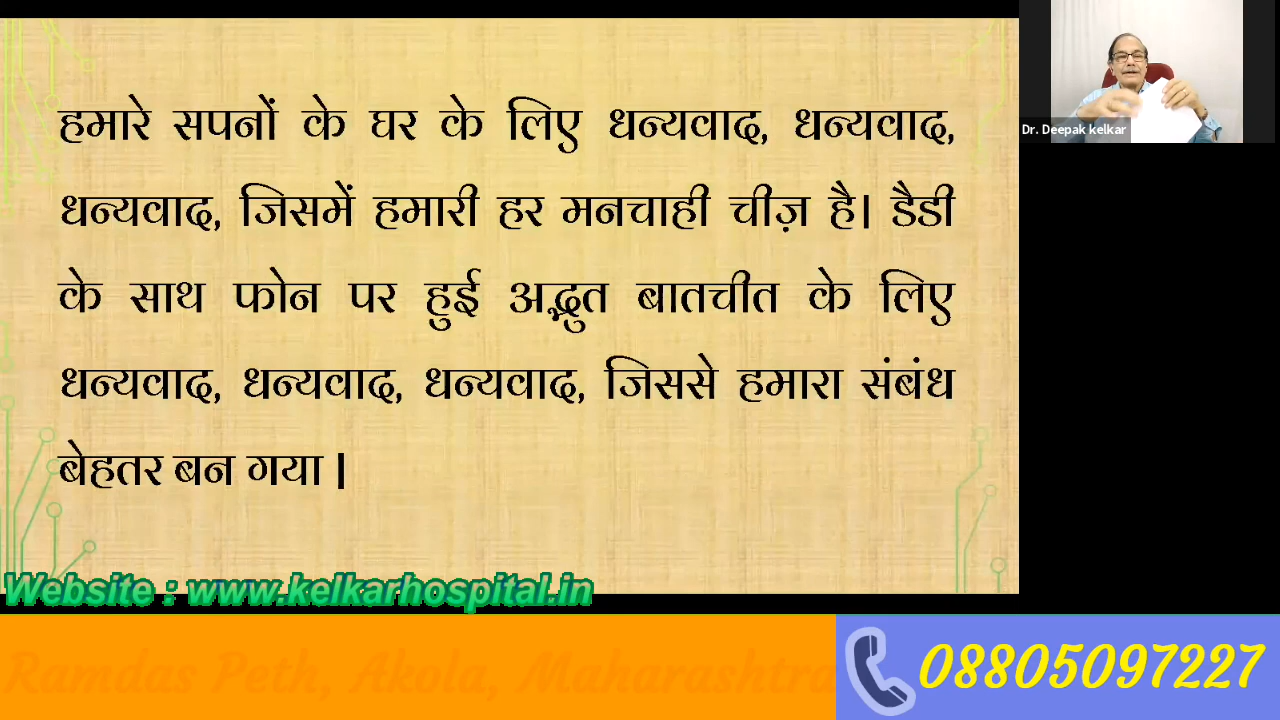 हमारे सपनों के घर के लिए धन्यवाद, धन्यवाद,
धन्यवाद, जिसमें हमारी हर मनचाही चीज़ है। डैडी
के साथ फोन पर हुई अद्भुत बातचीत के लिए
धन्यवाद, धन्यवाद, धन्यवाद, जिससे हमारा संबंध
बेहतर बन गया।
Dr. Deepak kelkar
Website : www.kelkarhospital.in
Ramdas Peth, Akola, Maharashtra
08805097227